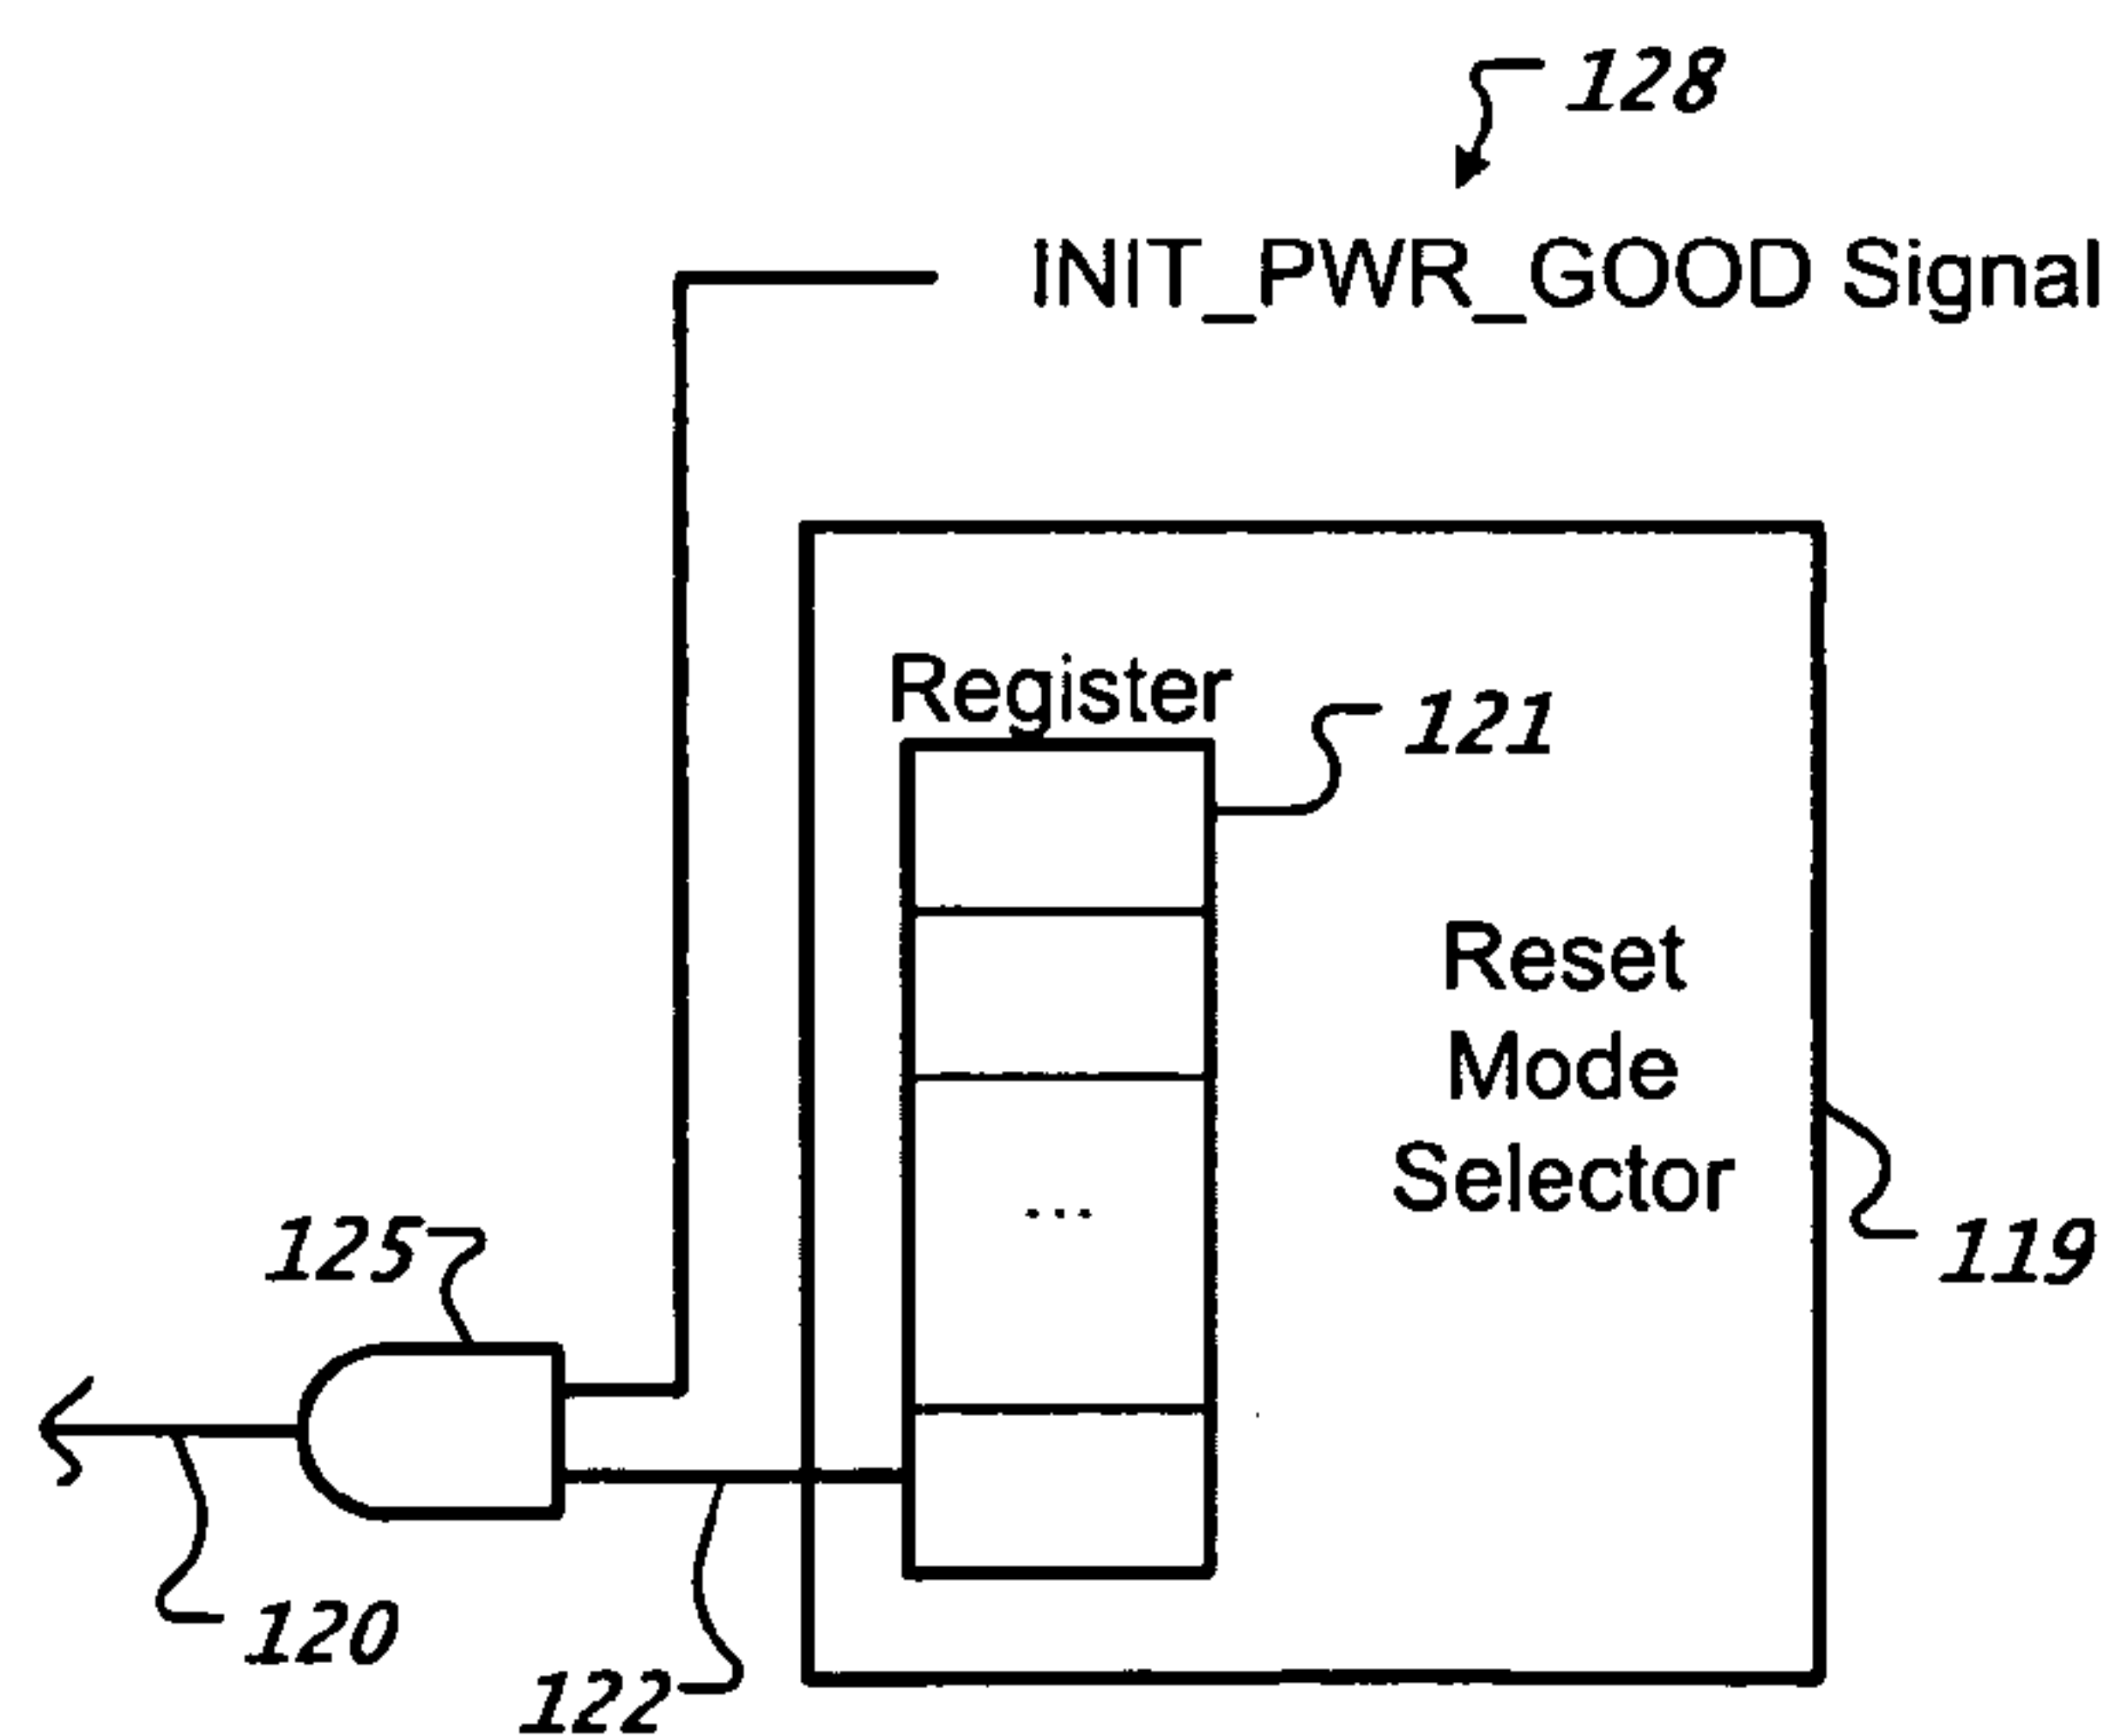 128
INIT_PWR_GOOD Signal
Register
121
Reset
Mode
Selector
125
119
120
122
...